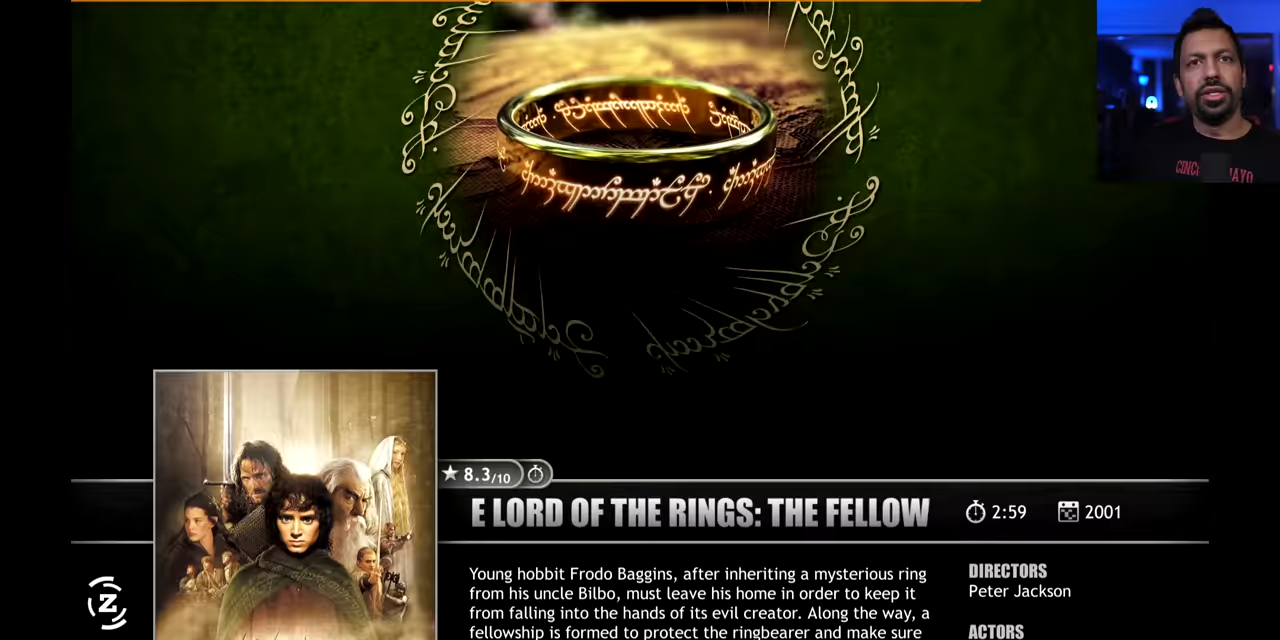 CINC AYO
8.3/10
E LORD OF THE RINGS: THE FELLOW
2:59
2001
Young hobbit Frodo Baggins, after inheriting a mysterious ring
from his uncle Bilbo, must leave his home in order to keep it
from falling into the hands of its evil creator. Along the way, a
fellowship is formed to protect the ringbearer and make sure
DIRECTORS
Peter Jackson
ACTORS
Z